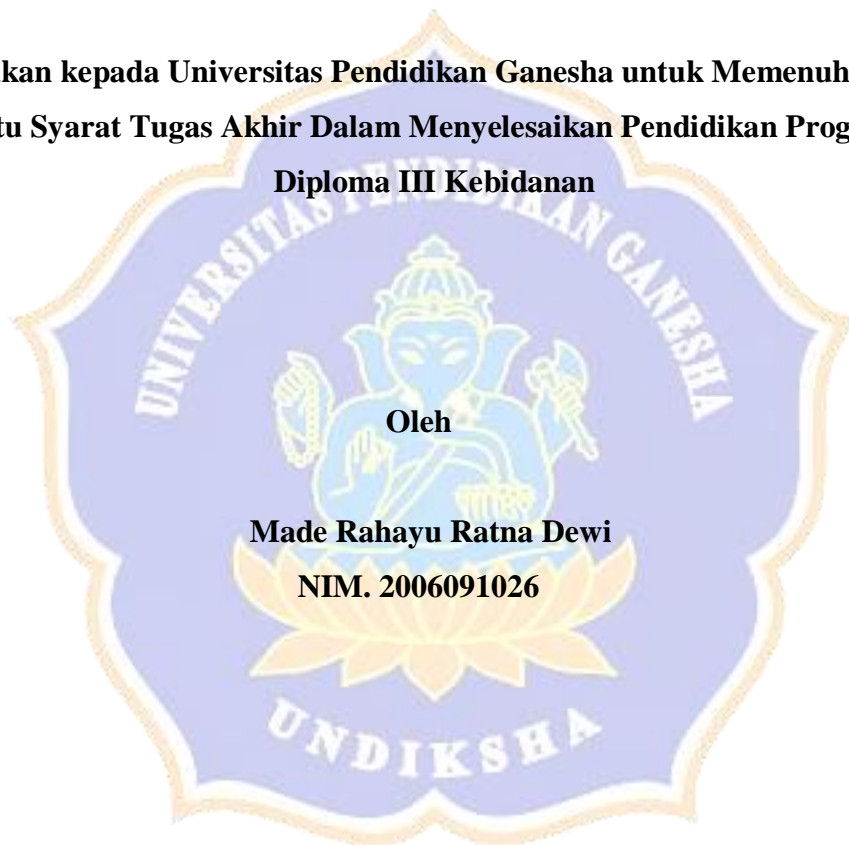 kan kepada Universitas Pendidikan Ganesha untuk Memenuh
tu Syarat Tugas Akhir Dalam Menyelesaikan Pendidikan Prog
Diploma III Kebidanan
UNIVERSITAS PENDIDIKAN GANESHA
Oleh
Made Rahayu Ratna Dewi
NIM. 2006091026
UNDIKSHA